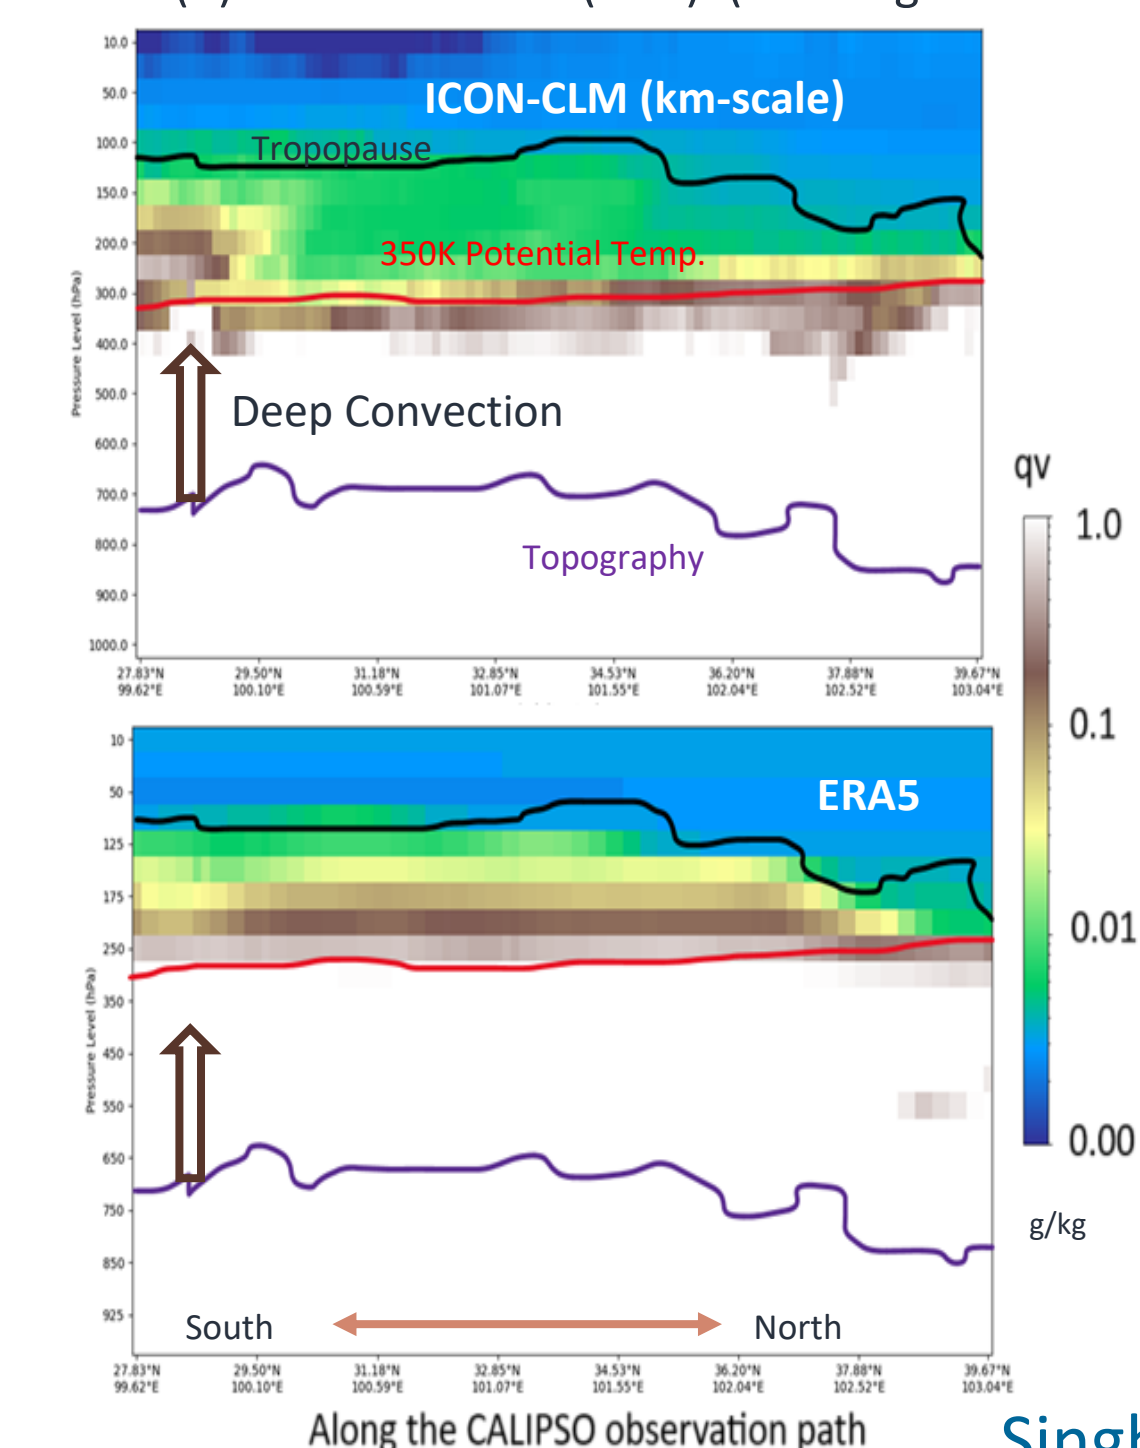 ICON-CLM (km-scale)
Tropopause
350K Potential Temp.
Deep Convection
Topography
Pressure Level (hPa)
10.0
50.0
100.0
150.0
200.0
300.0
400.0
500.0
600.0
700.0
800.0
900.0
1000.0
27.83°N 29.50°N 31.18°N 32.85°N 34.53°N 36.20°N 37.88°N 39.67°N
99.62°E 100.10°E 100.59°E 101.07°E 101.55°E 102.04°E 102.52°E 103.04°E
qv
1.0
0.1
0.01
0.00
g/kg
ERA5
Pressure Level (hPa)
10
50
125
175
250
350
450
550
650
750
850
925
South North
27.83°N 29.50°N 31.18°N 32.85°N 34.53°N 36.20°N 37.88°N 39.67°N
99.62°E 100.10°E 100.59°E 101.07°E 101.55°E 102.04°E 102.52°E 103.04°E
Along the CALIPSO observation path